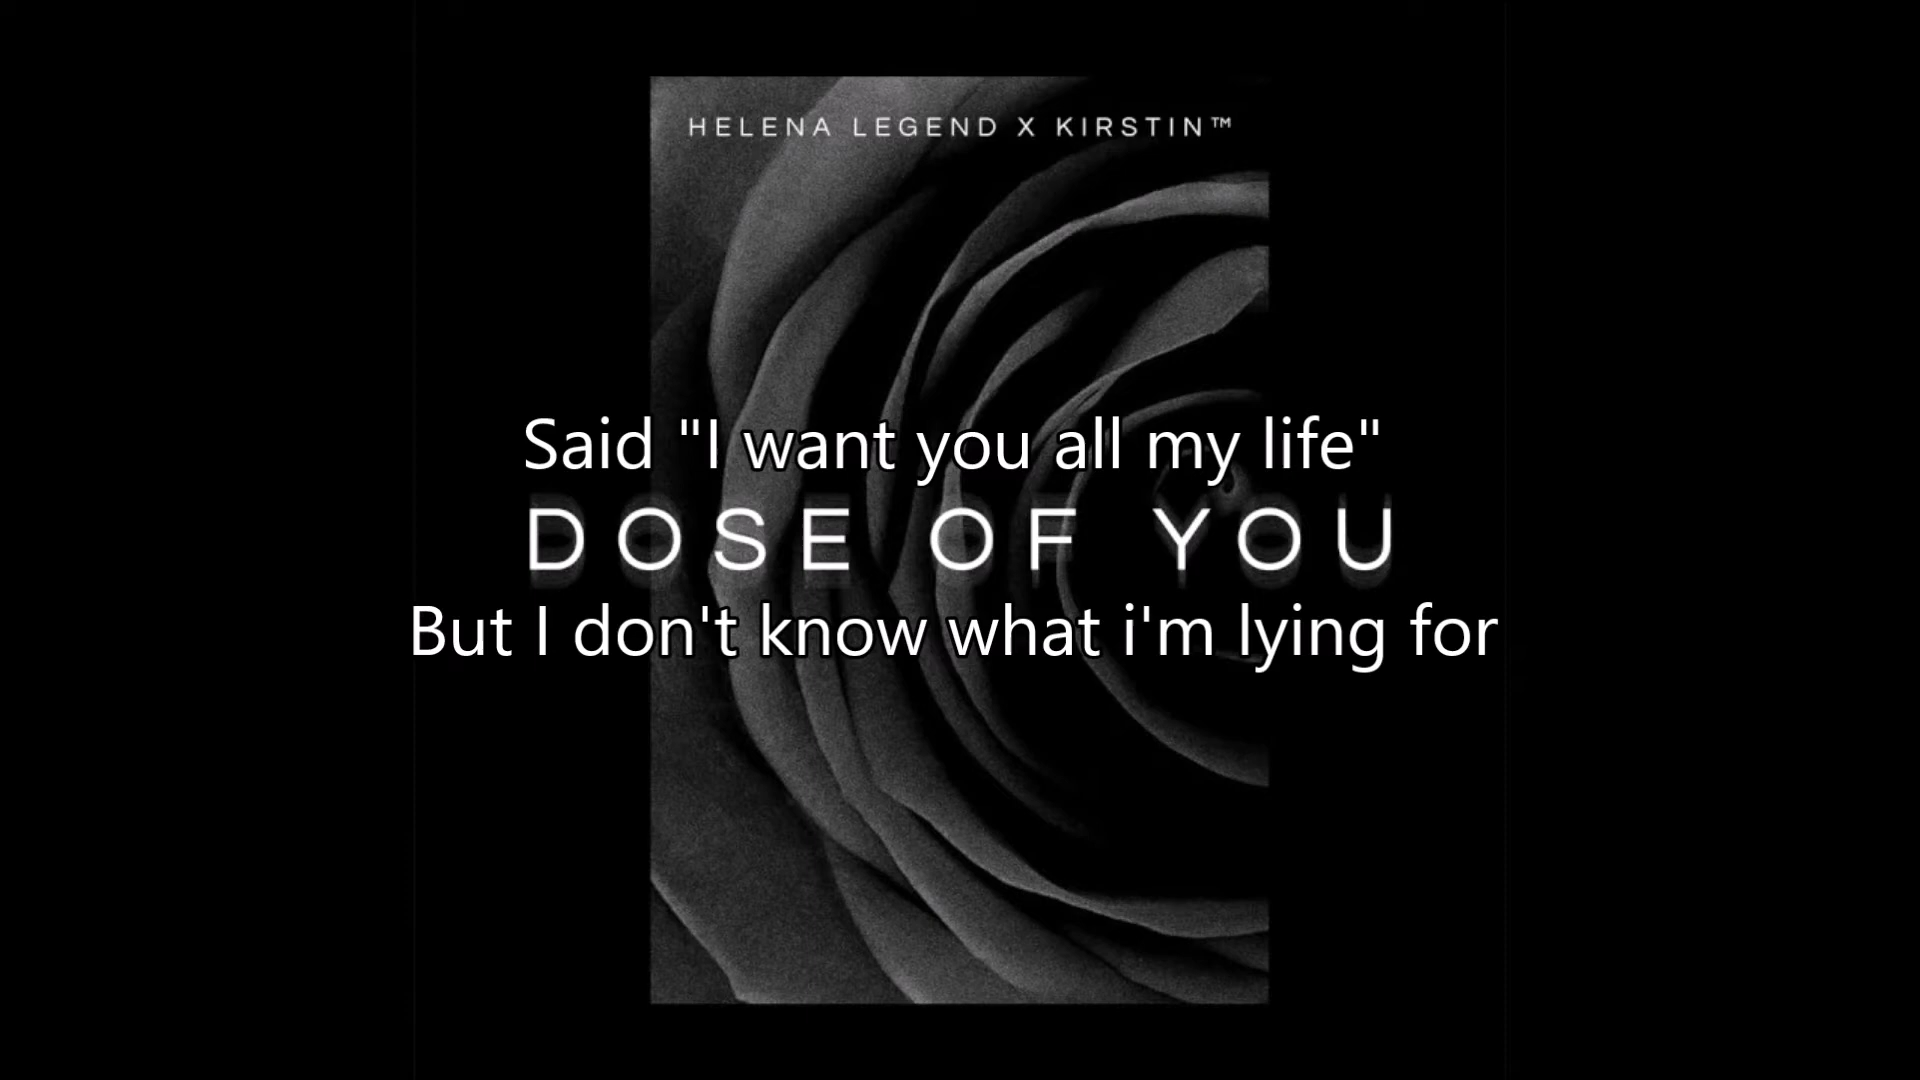 HELENA LEGEND X KIRSTIN™
Said "I want you all my life"
DOSE OF YOU
But I don't know what i'm lying for